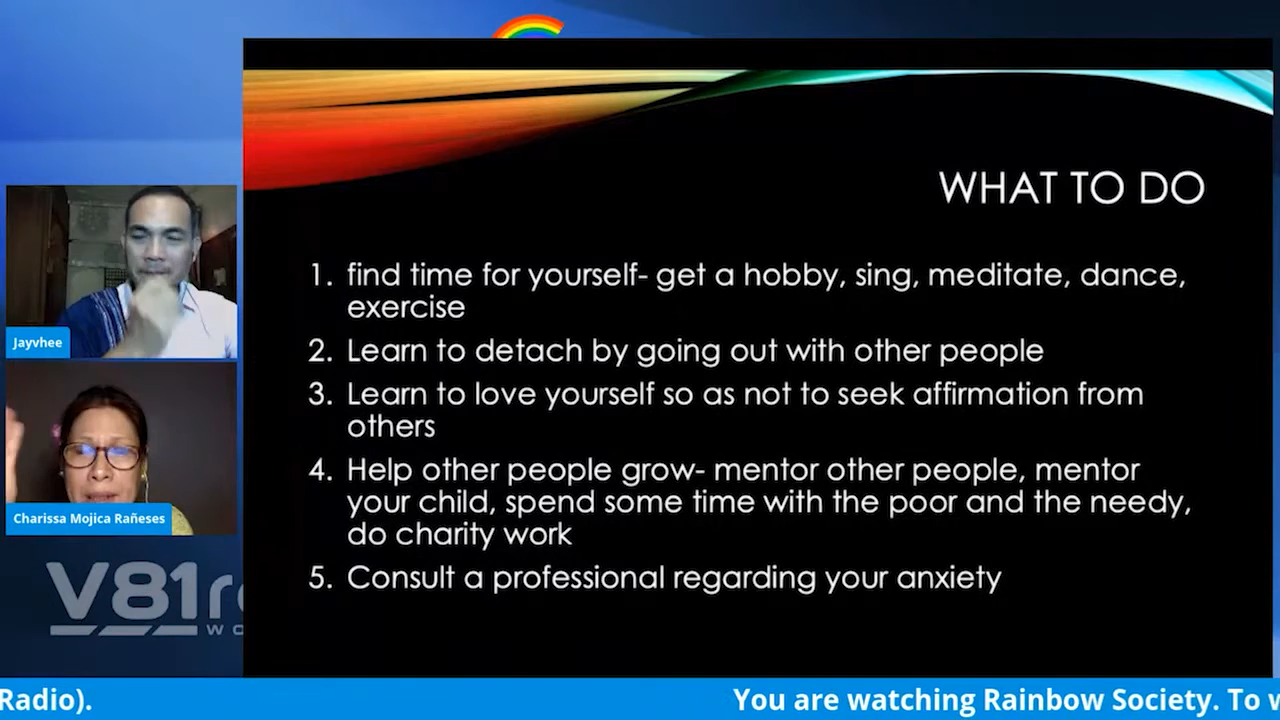 WHAT TO DO
1. find time for yourself- get a hobby, sing, meditate, dance,
exercise
2. Learn to detach by going out with other people
3. Learn to love yourself so as not to seek affirmation from
others
4. Help other people grow- mentor other people, mentor
your child, spend some time with the poor and the needy,
do charity work
5. Consult a professional regarding your anxiety
Jayvhee
Charissa Mojica Rañeses
V81
Radio).
You are watching Rainbow Society. To